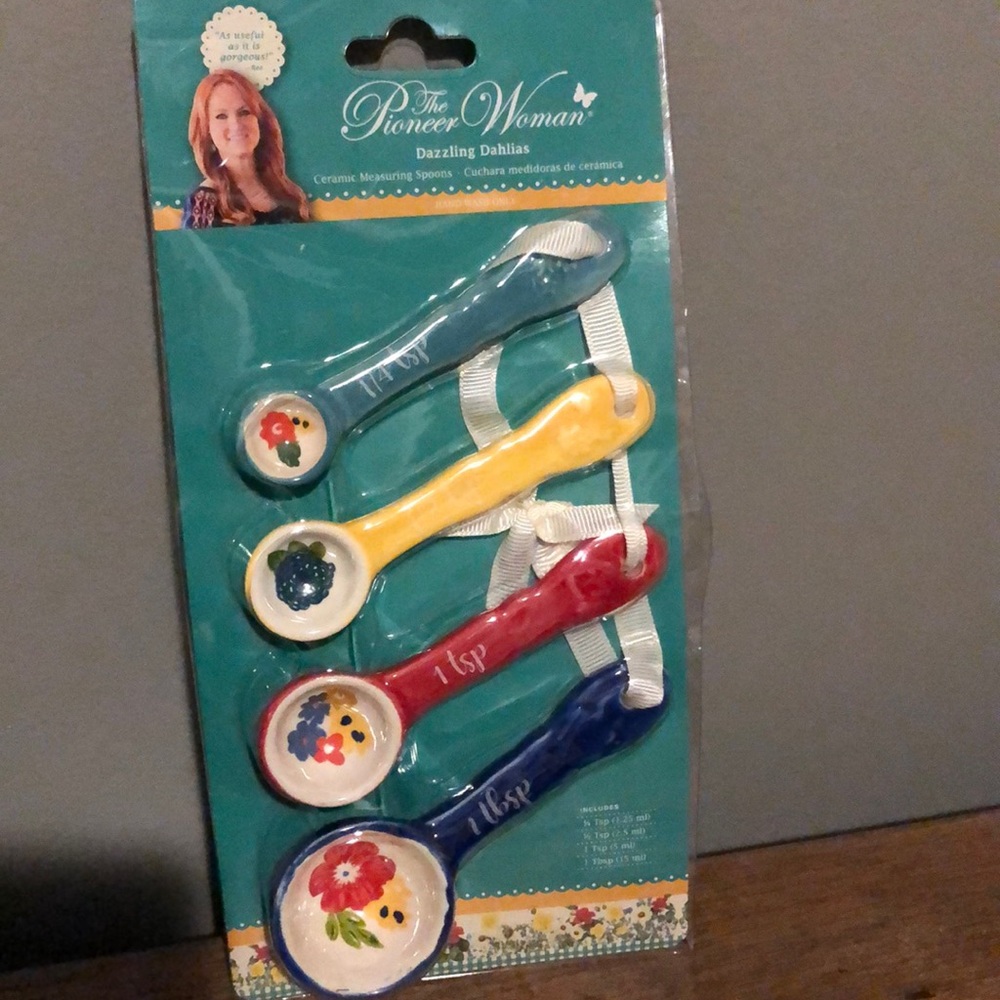 "As useful
as it is
gorgeous!"
- Ree
The
Pioneer Woman®
Dazzling Dahlias
Ceramic Measuring Spoons · Cuchara medidoras de cerámica
HAND WASH ONLY
1/4 tsp
1 tsp
1 tbsp
INCLUDES
¼ Tsp (1.25 ml)
½ Tsp (2.5 ml)
1 Tsp (5 ml)
1 Tbsp (15 ml)